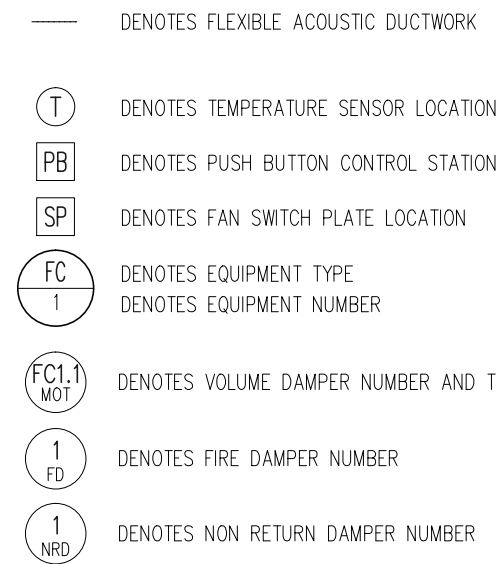 DENOTES FLEXIBLE ACOUSTIC DUCTWORK
T DENOTES TEMPERATURE SENSOR LOCATION
PB DENOTES PUSH BUTTON CONTROL STATION
SP DENOTES FAN SWITCH PLATE LOCATION
FC DENOTES EQUIPMENT TYPE
1 DENOTES EQUIPMENT NUMBER
FC1.1
MOT
DENOTES VOLUME DAMPER NUMBER AND T
1
FD
DENOTES FIRE DAMPER NUMBER
1
NRD
DENOTES NON RETURN DAMPER NUMBER